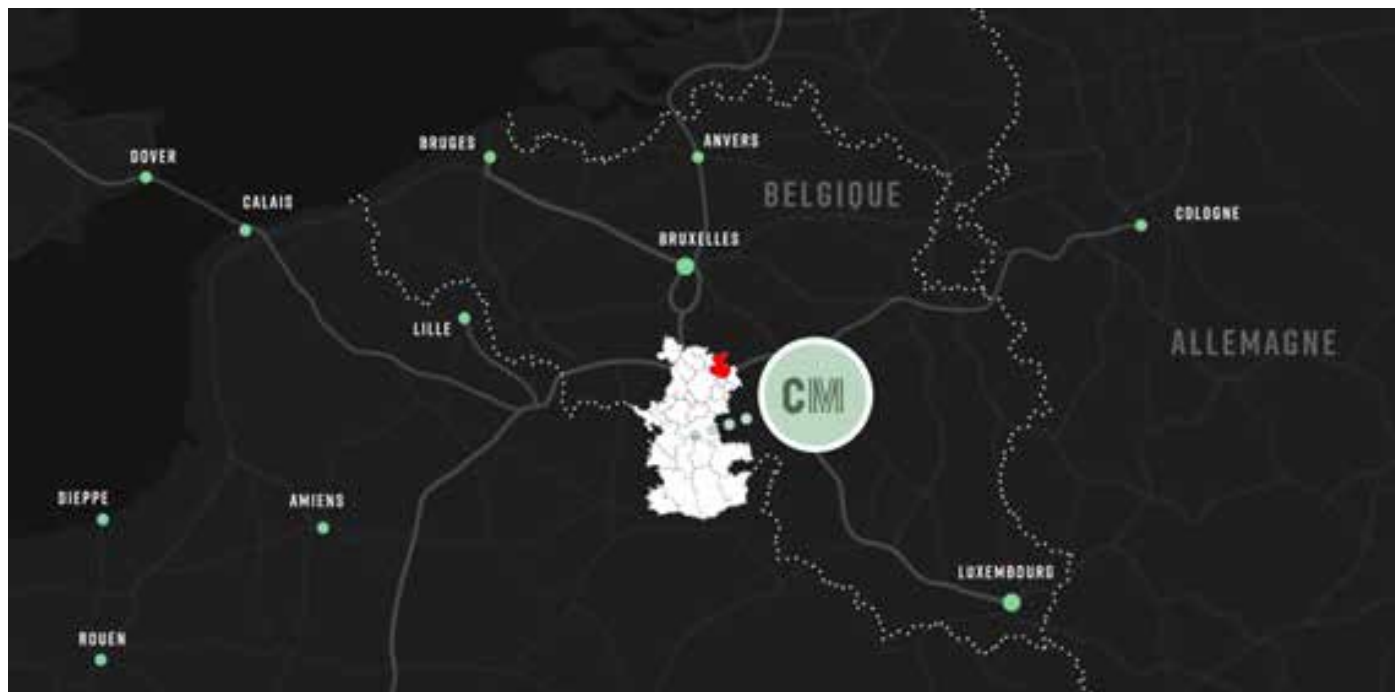 DOVER
BRUGES
ANVERS
CALAIS
BELGIQUE
COLOGNE
BRUXELLES
LILLE
ALLEMAGNE
CM
DIEPPE
AMIENS
LUXEMBOURG
ROUEN